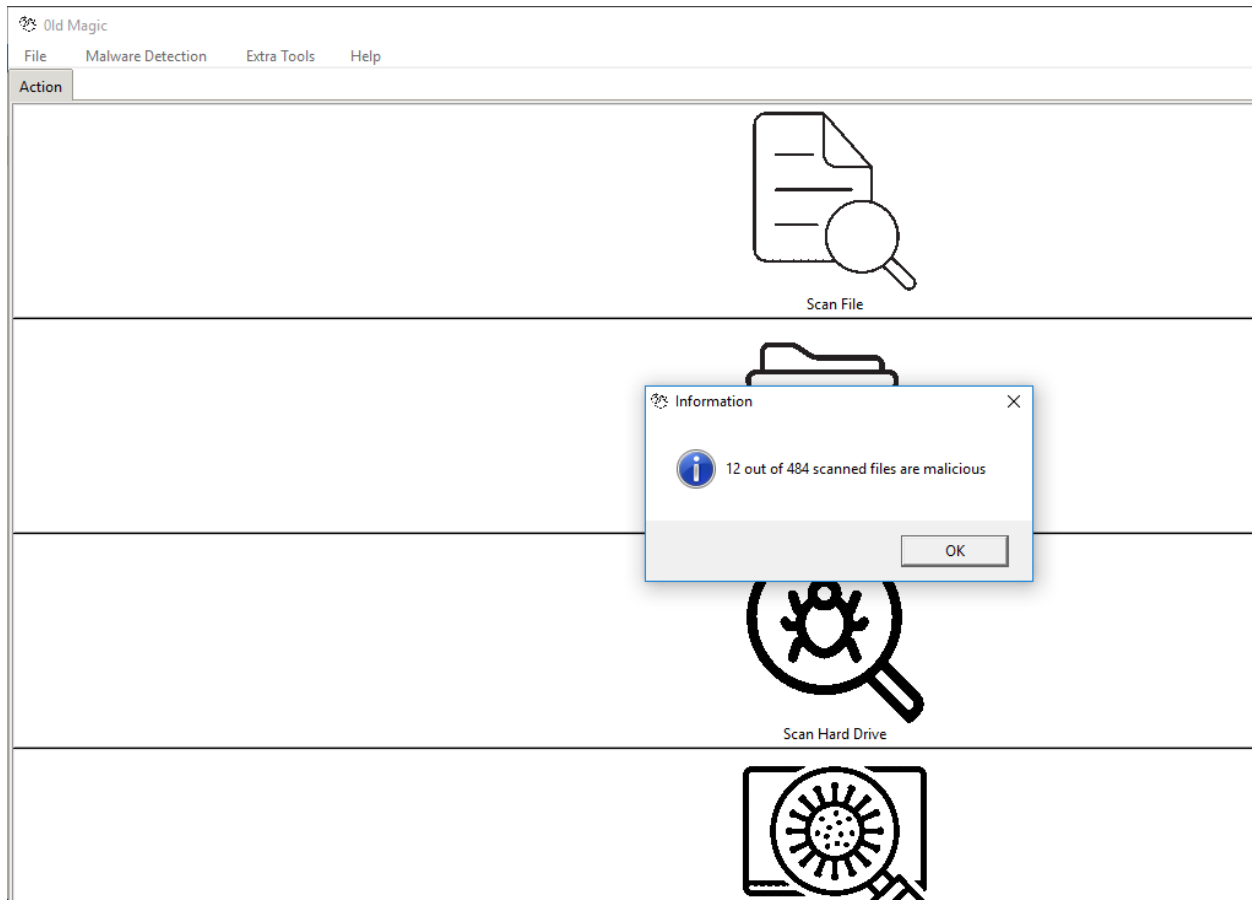 0ld Magic
File Malware Detection Extra Tools Help
Action
Scan File
Information
12 out of 484 scanned files are malicious
OK
Scan Hard Drive